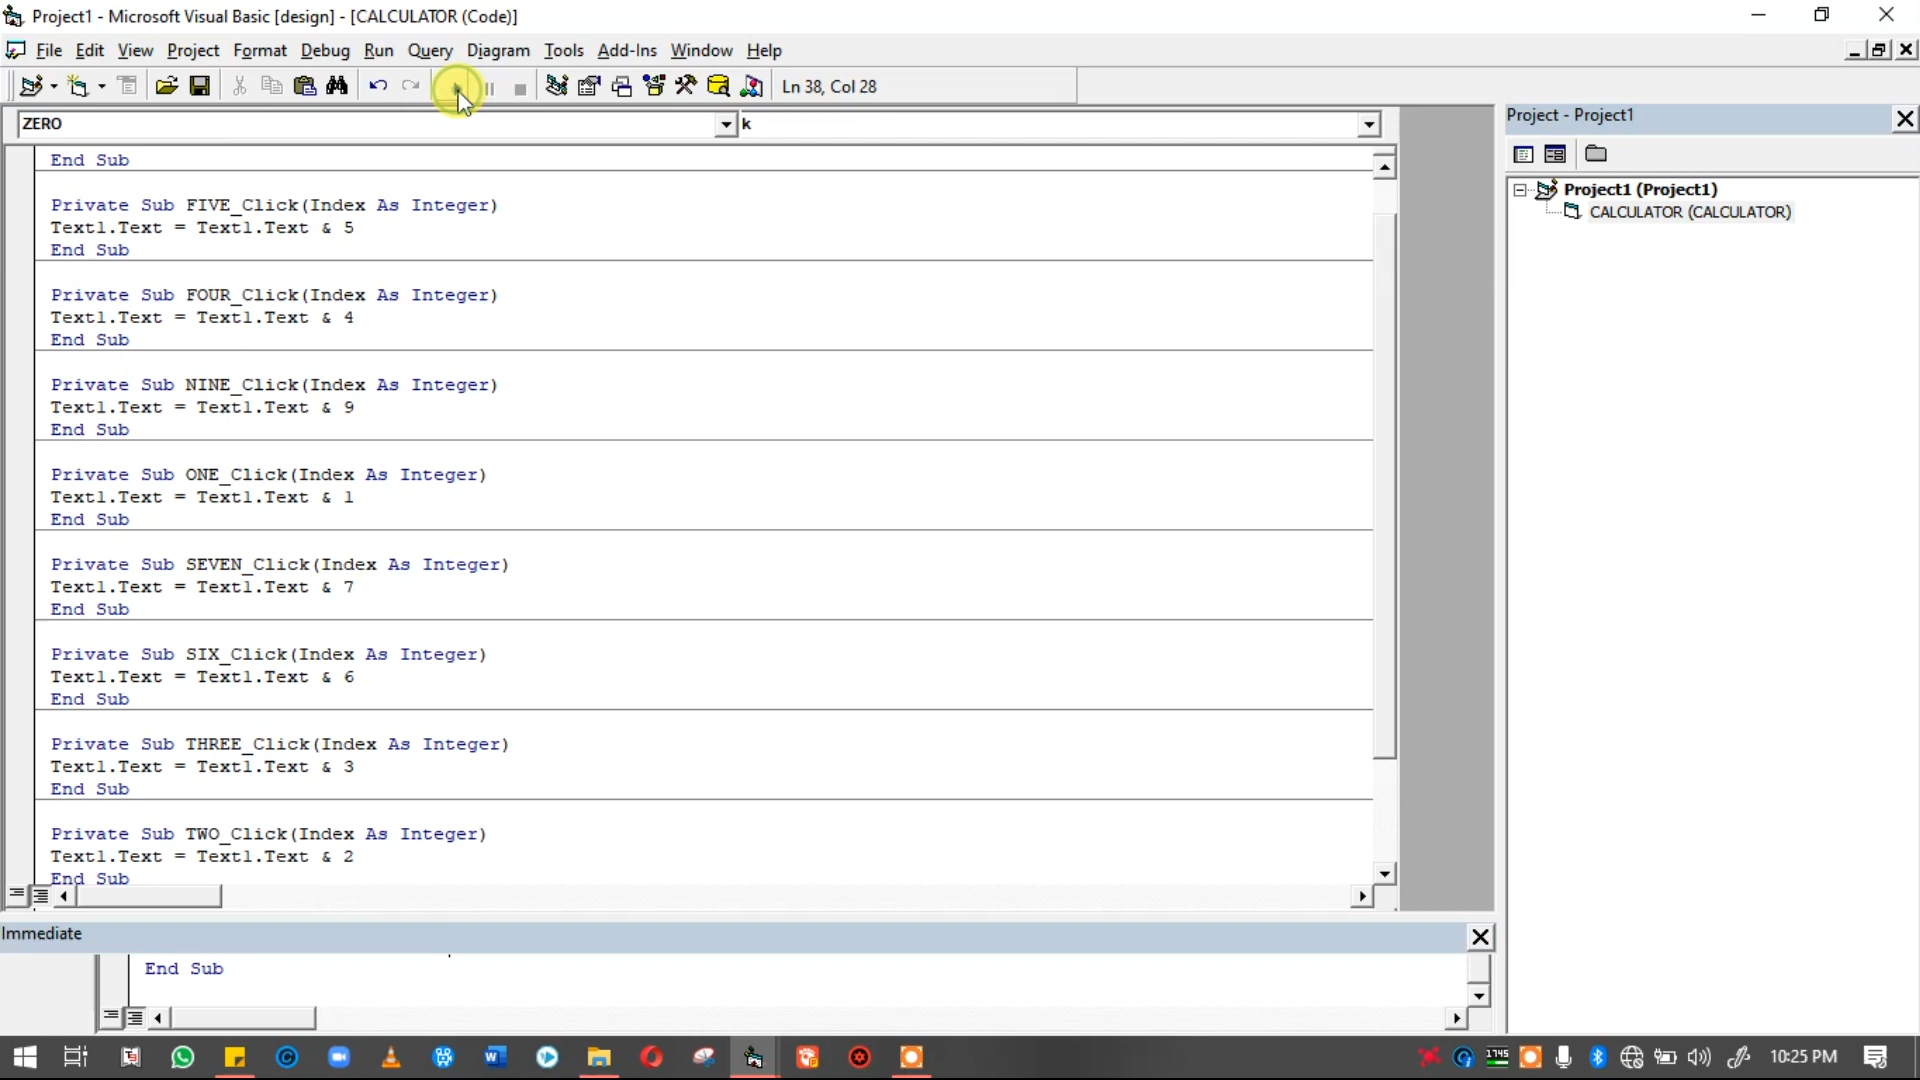 Project1 - Microsoft Visual Basic [design] - [CALCULATOR (Code)]
File Edit View Project Format Debug Run Query Diagram Tools Add-Ins Window Help
Ln 38, Col 28
ZERO
k
End Sub
Private Sub FIVE_Click(Index As Integer)
Text1.Text = Text1.Text & 5
End Sub
Private Sub FOUR_Click(Index As Integer)
Text1.Text = Text1.Text & 4
End Sub
Private Sub NINE_Click(Index As Integer)
Text1.Text = Text1.Text & 9
End Sub
Private Sub ONE_Click(Index As Integer)
Text1.Text = Text1.Text & 1
End Sub
Private Sub SEVEN_Click(Index As Integer)
Text1.Text = Text1.Text & 7
End Sub
Private Sub SIX_Click(Index As Integer)
Text1.Text = Text1.Text & 6
End Sub
Private Sub THREE_Click(Index As Integer)
Text1.Text = Text1.Text & 3
End Sub
Private Sub TWO_Click(Index As Integer)
Text1.Text = Text1.Text & 2
End Sub
Project - Project1
Project1 (Project1)
CALCULATOR (CALCULATOR)
Immediate
End Sub
1745
10:25 PM